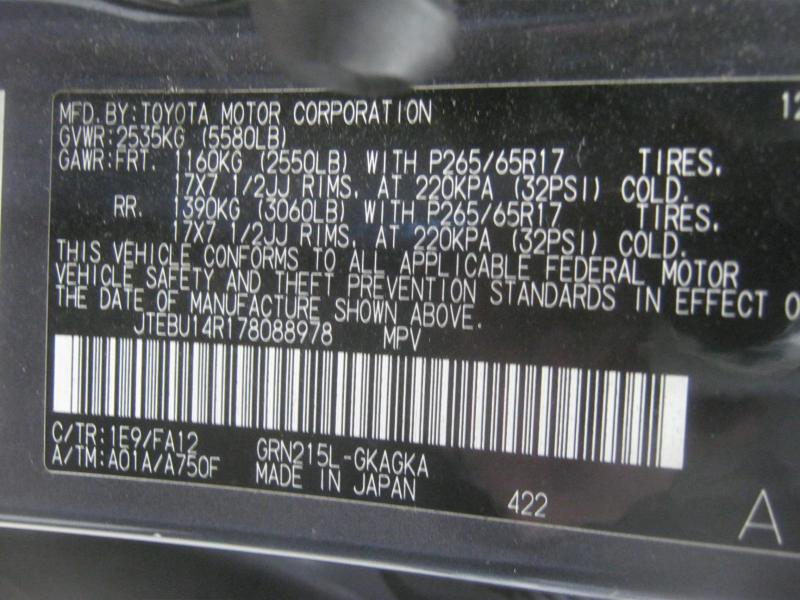 MFD.BY:TOYOTA MOTOR CORPORATION 12
GVWR:2535KG (5580LB)
GAWR:FRT. 1160KG (2550LB) WITH P265/65R17 TIRES,
17X7 1/2JJ RIMS, AT 220KPA (32PSI) COLD.
RR. 1390KG (3060LB) WITH P265/65R17 TIRES,
17X7 1/2JJ RIMS, AT 220KPA (32PSI) COLD.
THIS VEHICLE CONFORMS TO ALL APPLICABLE FEDERAL MOTOR
VEHICLE SAFETY AND THEFT PREVENTION STANDARDS IN EFFECT O
THE DATE OF MANUFACTURE SHOWN ABOVE.
JTEBU14R178088978 MPV
C/TR:1E9/FA12 GRN215L-GKAGKA
A/TM:A01A/A750F MADE IN JAPAN
422
A